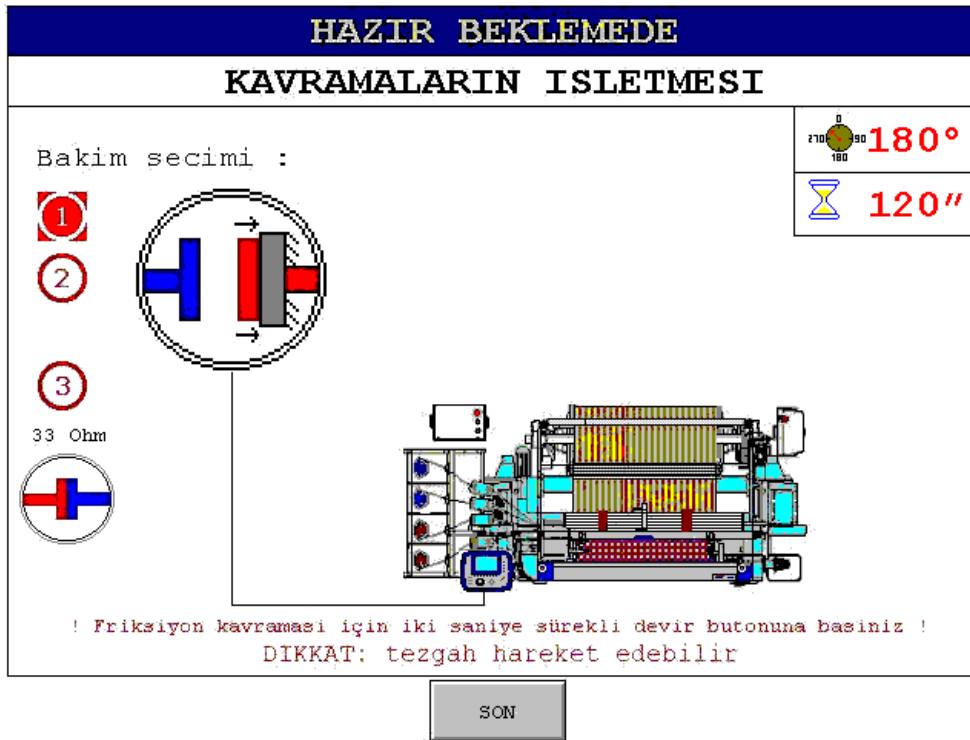 HAZIR BEKLEMEDE
KAVRAMALARIN ISLETMESI
Bakim secimi :
0
270 90
180
180°
120″
1
2
3
33 Ohm
! Friksiyon kavramasi için iki saniye sürekli devir butonuna basiniz !
DIKKAT: tezgah hareket edebilir
SON